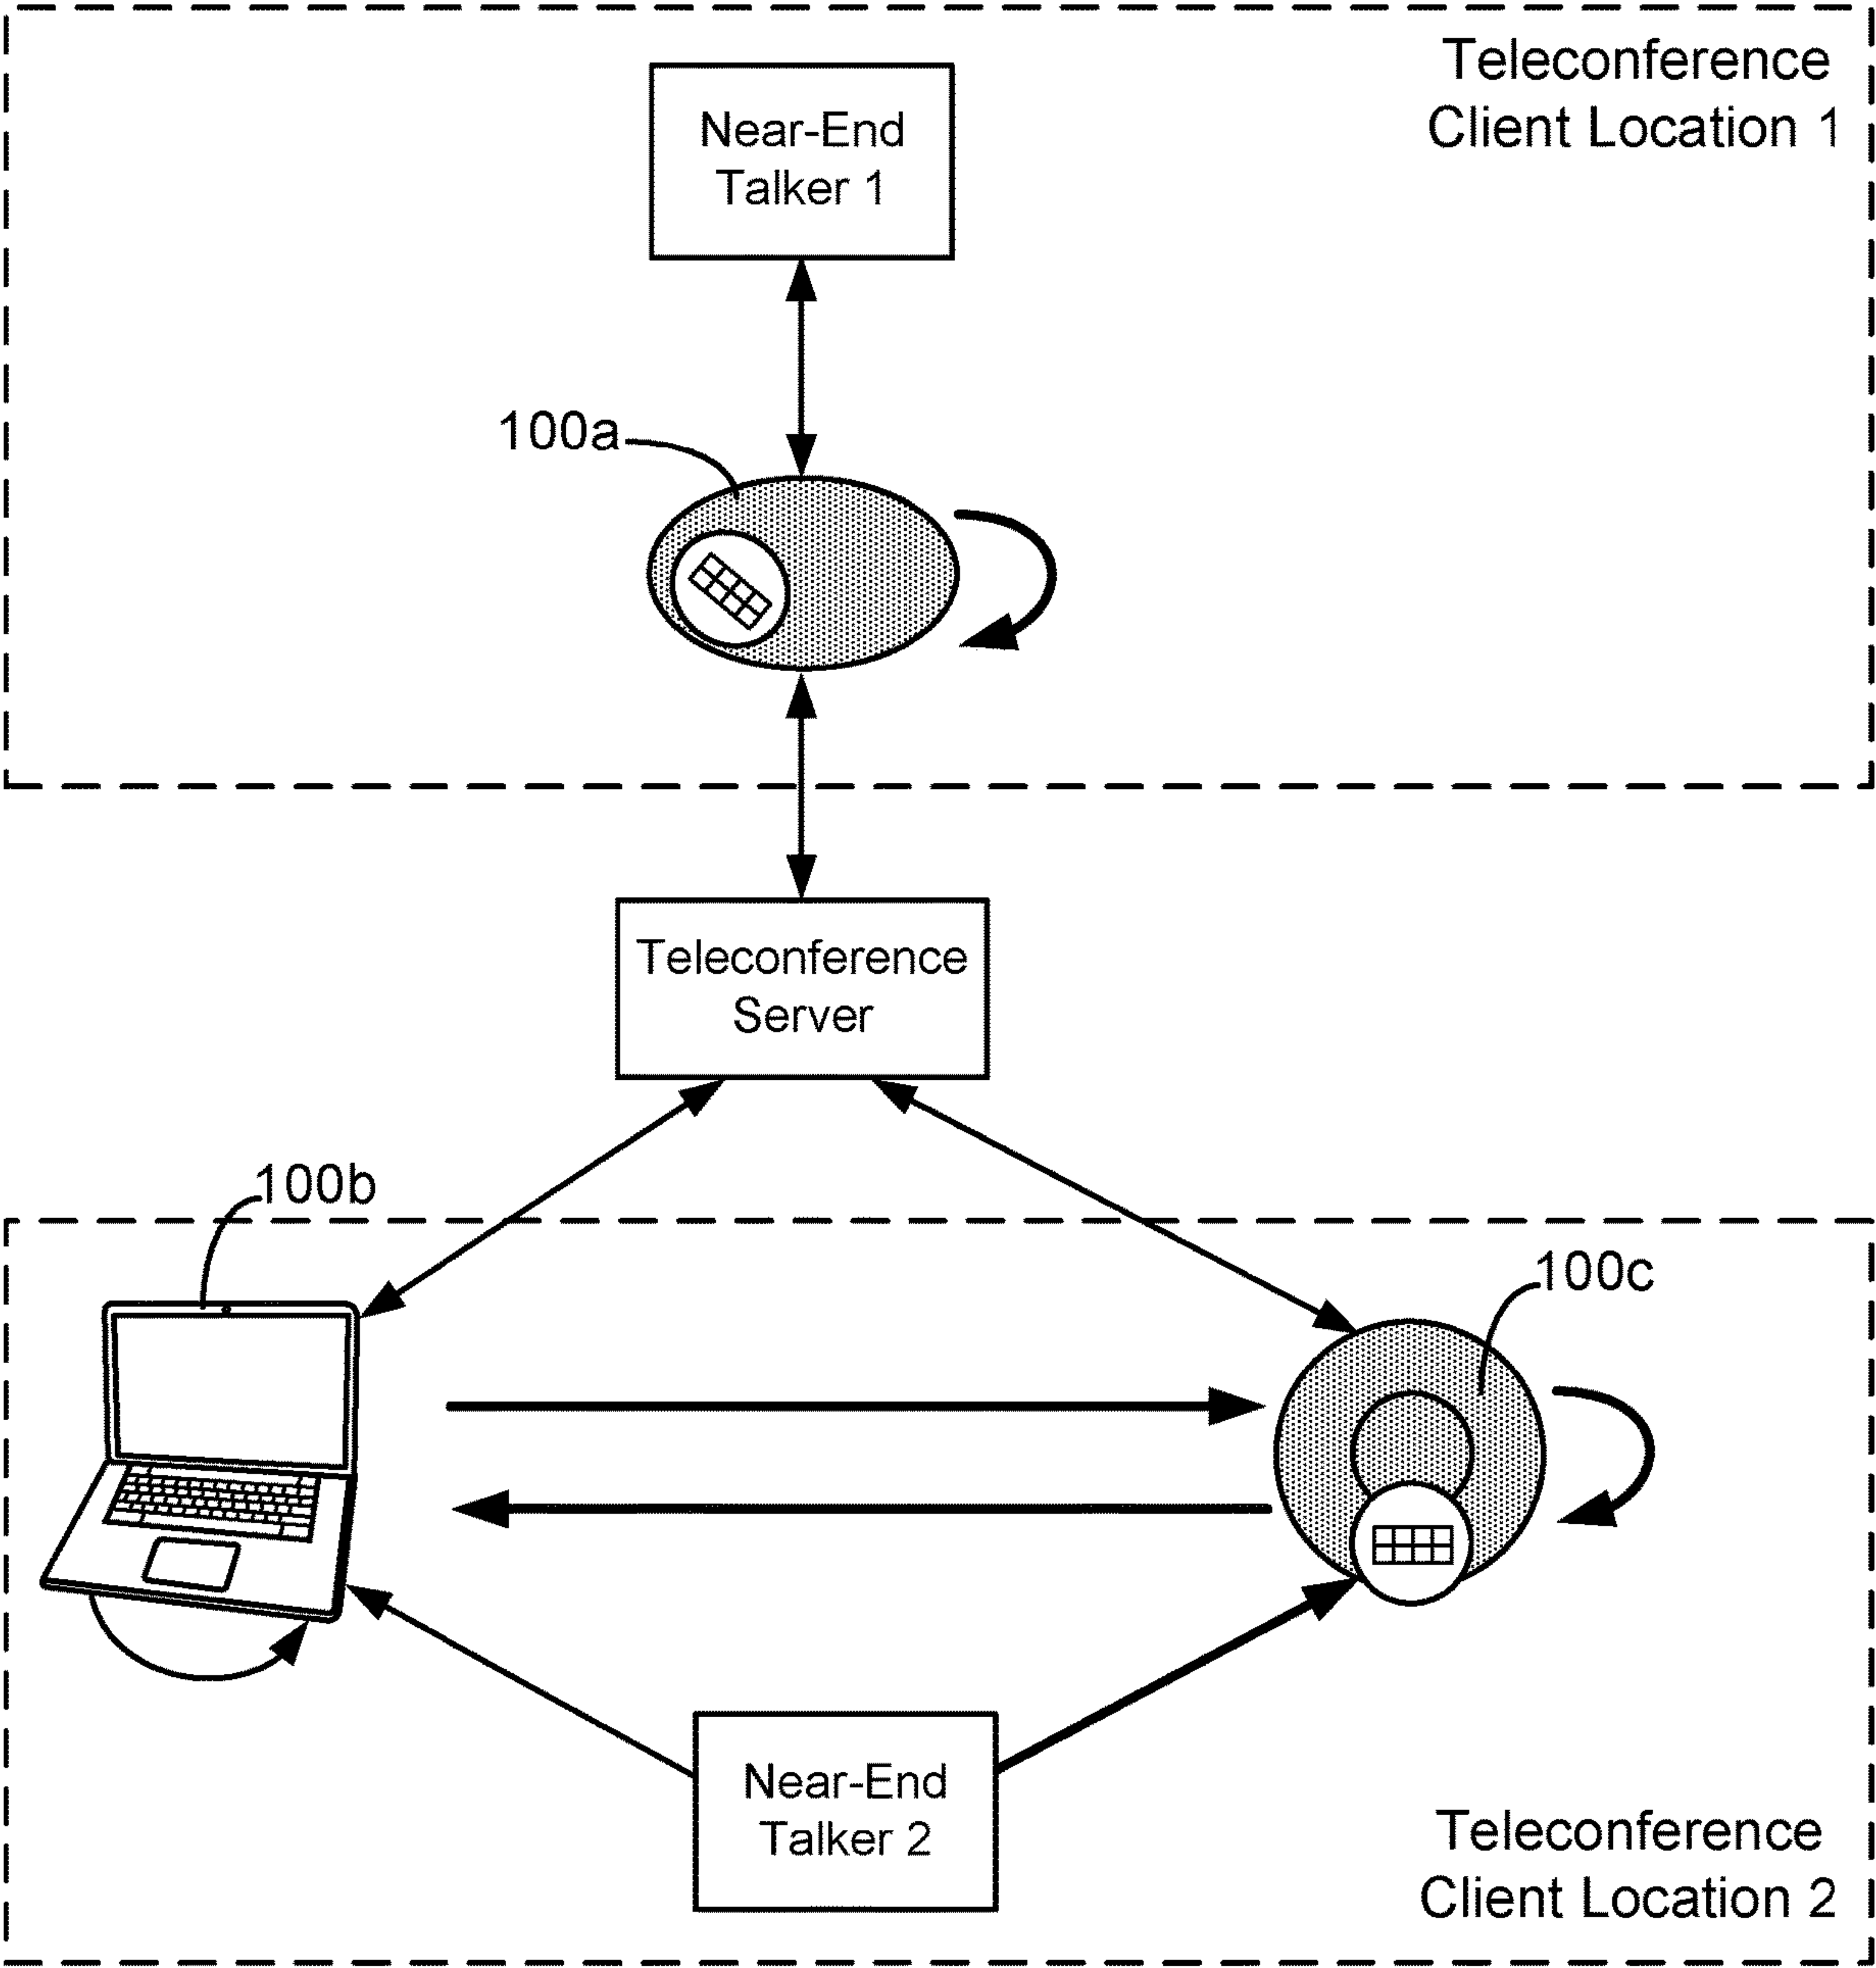 Teleconference
Client Location 1
Near-End
Talker 1
100a
Teleconference
Server
100b
100c
Near-End
Talker 2
Teleconference
Client Location 2